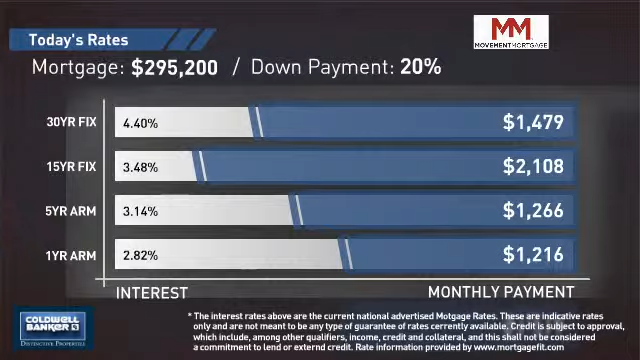 MM
MOVEMENT MORTGAGE
Today's Rates
Mortgage: $295,200 / Down Payment: 20%
30YR FIX 4.40% $1,479
15YR FIX 3.48% $2,108
5YR ARM 3.14% $1,266
1YR ARM 2.82% $1,216
INTEREST MONTHLY PAYMENT
COLDWELL
BANKER
DISTINCTIVE PROPERTIES
* The interest rates above are the current national advertised Motgage Rates. These are indicative rates
only and are not meant to be any type of guarantee of rates cerrently available. Credit is subject to approval,
which include, among other qualifiers, income, credit and collateral, and this shall not be considered
a commitment to lend or externd credit. Rate information provided by www.mortgagefit.com